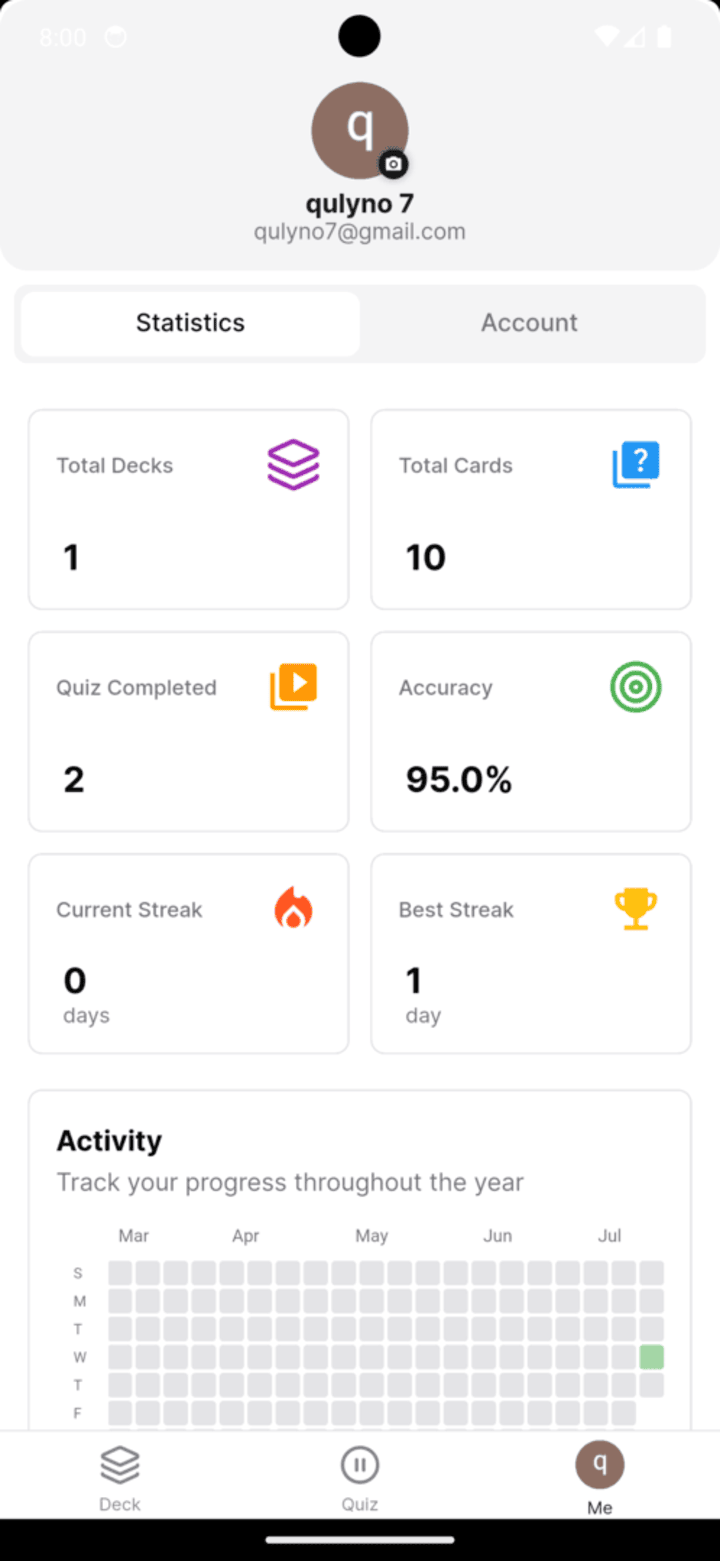 8:00
q
qulyno 7
qulyno7@gmail.com
Statistics Account
Total Decks
1
Total Cards
?
10
Quiz Completed
2
Accuracy
95.0%
Current Streak
0
days
Best Streak
1
day
Activity
Track your progress throughout the year
Mar Apr May Jun Jul
S
M
T
W
T
F
Deck
Quiz
q
Me